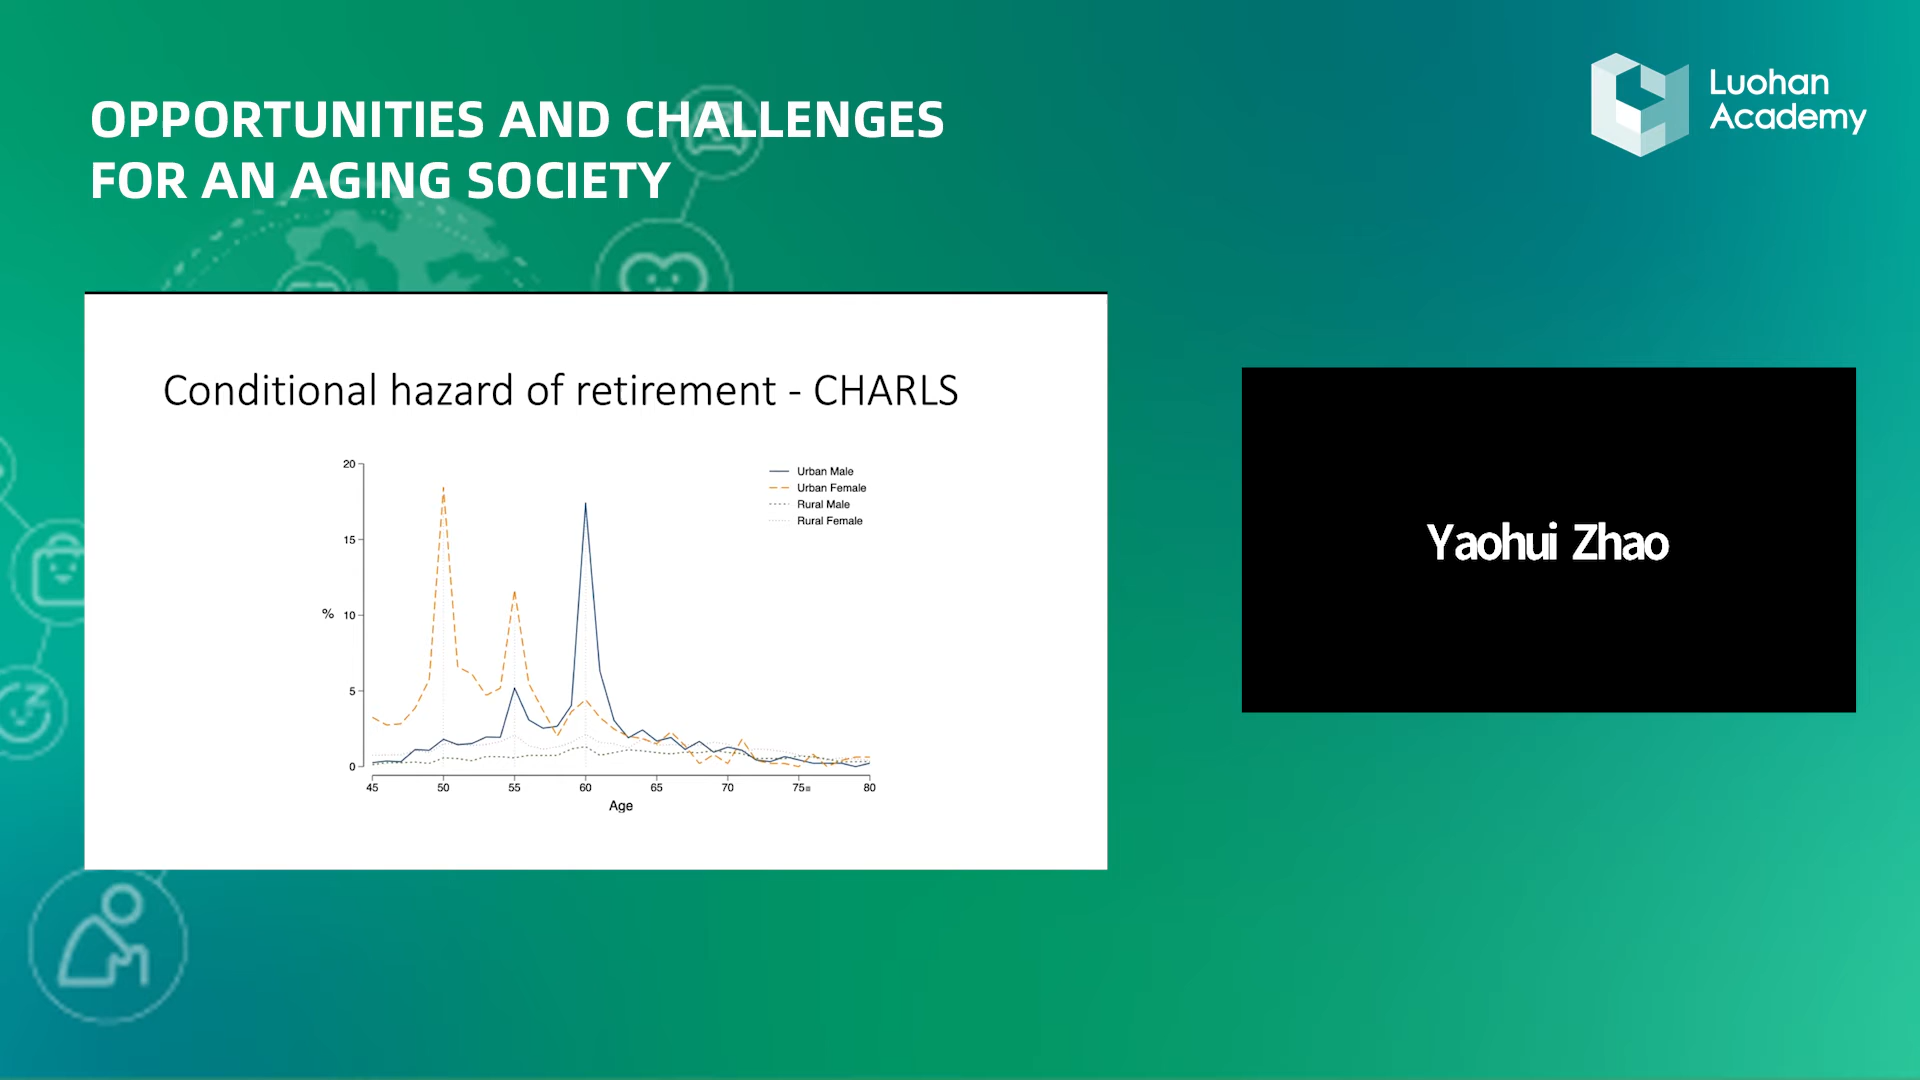 OPPORTUNITIES AND CHALLENGES
FOR AN AGING SOCIETY
Luohan
Academy
Conditional hazard of retirement - CHARLS
20
15
%
10
5
0
Urban Male
Urban Female
Rural Male
Rural Female
45
50
55
60
65
70
75
80
Age
Yaohui Zhao